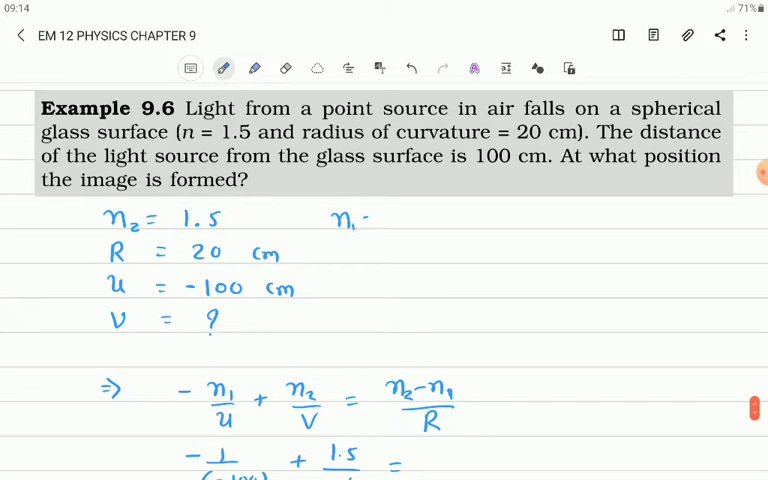 09:14 71%
EM 12 PHYSICS CHAPTER 9
Example 9.6 Light from a point source in air falls on a spherical
glass surface (n = 1.5 and radius of curvature = 20 cm). The distance
of the light source from the glass surface is 100 cm. At what position
the image is formed?
n₂ = 1.5 n₁ -
R = 20 cm
u = -100 cm
V = ?
⇒ - n₁/u + n₂/V = n₂-n₁/R
- 1/(-100) + 1.5/ =